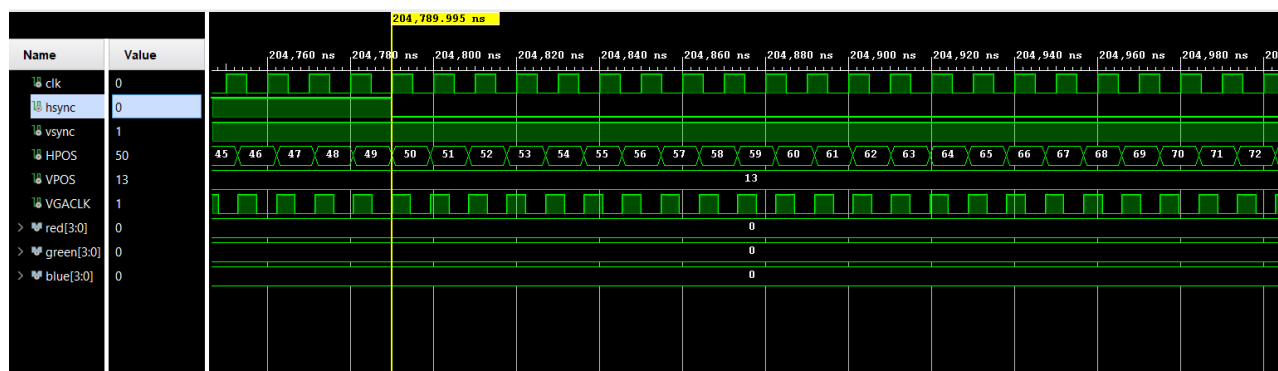 204,789.995 ns
Name Value 204,760 ns 204,780 ns 204,800 ns 204,820 ns 204,840 ns 204,860 ns 204,880 ns 204,900 ns 204,920 ns 204,940 ns 204,960 ns 204,980 ns 20
clk 0
hsync 0
vsync 1
HPOS 50 45 46 47 48 49 50 51 52 53 54 55 56 57 58 59 60 61 62 63 64 65 66 67 68 69 70 71 72
VPOS 13 13
VGACLK 1
red[3:0] 0 0
green[3:0] 0 0
blue[3:0] 0 0